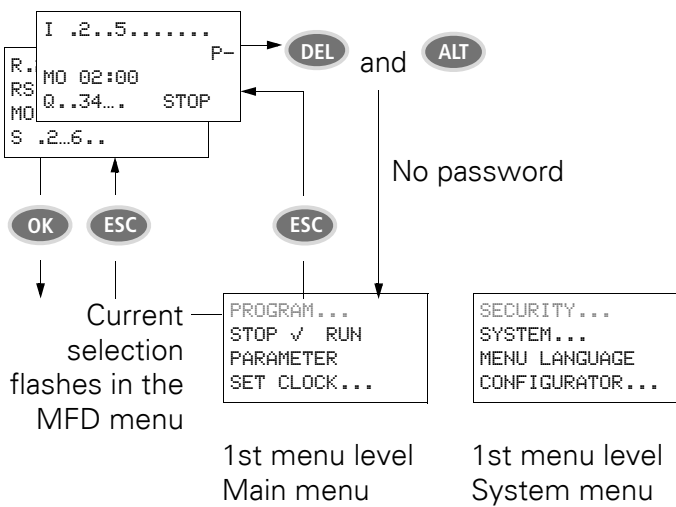 I .2..5.......
P-
MO 02:00
Q..34…. STOP
R.
RS
MO
S .2…6..
DEL and ALT
No password
OK
ESC
ESC
Current
selection
flashes in the
MFD menu
PROGRAM...
STOP √ RUN
PARAMETER
SET CLOCK...
1st menu level
Main menu
SECURITY...
SYSTEM...
MENU LANGUAGE
CONFIGURATOR...
1st menu level
System menu